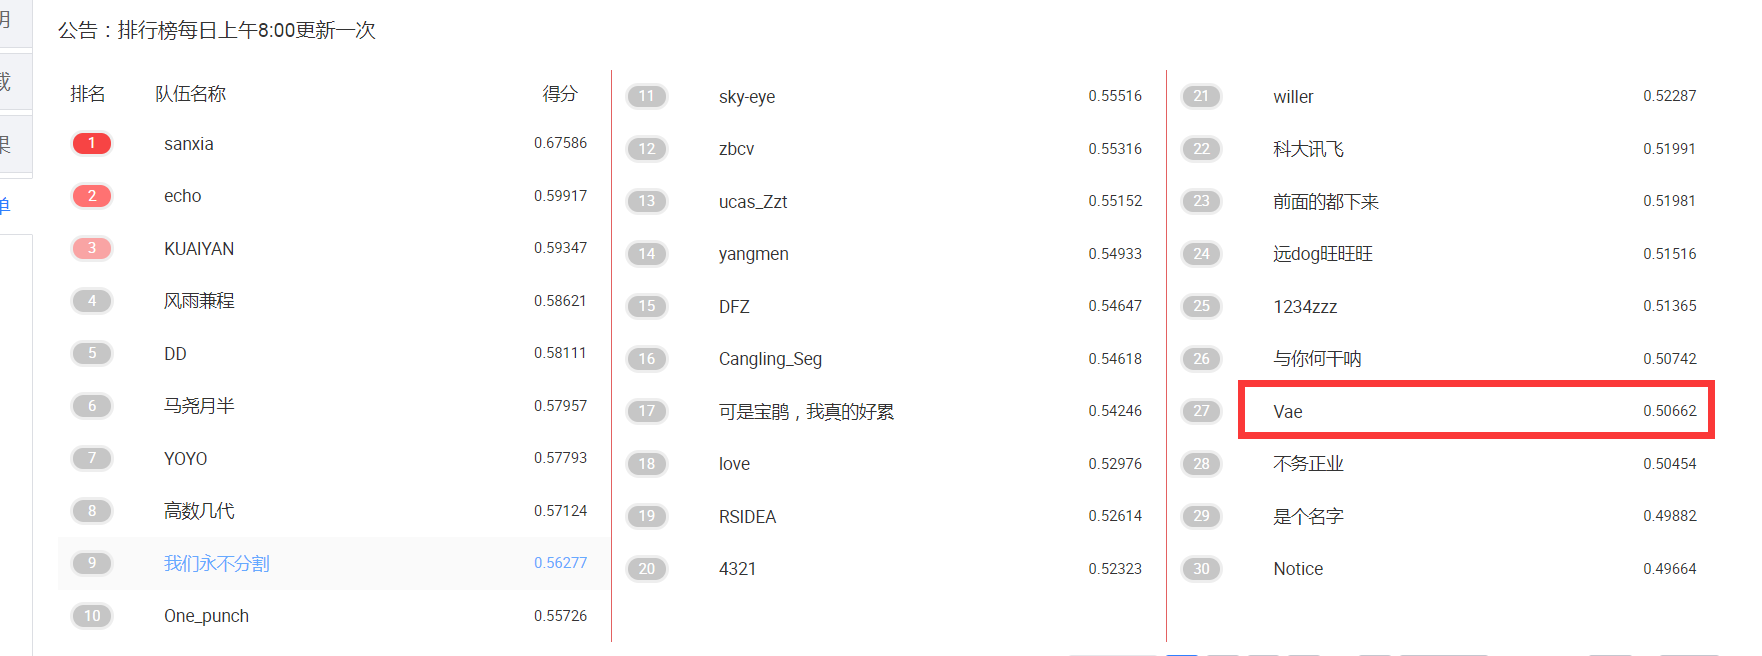 公告：排行榜每日上午8:00更新一次
排名 队伍名称 得分
1 sanxia 0.67586
2 echo 0.59917
3 KUAIYAN 0.59347
4 风雨兼程 0.58621
5 DD 0.58111
6 马尧月半 0.57957
7 YOYO 0.57793
8 高数几代 0.57124
9 我们永不分割 0.56277
10 One_punch 0.55726
11 sky-eye 0.55516
12 zbcv 0.55316
13 ucas_Zzt 0.55152
14 yangmen 0.54933
15 DFZ 0.54647
16 Cangling_Seg 0.54618
17 可是宝鹃，我真的好累 0.54246
18 love 0.52976
19 RSIDEA 0.52614
20 4321 0.52323
21 willer 0.52287
22 科大讯飞 0.51991
23 前面的都下来 0.51981
24 远dog旺旺旺 0.51516
25 1234zzz 0.51365
26 与你何干呐 0.50742
27 Vae 0.50662
28 不务正业 0.50454
29 是个名字 0.49882
30 Notice 0.49664